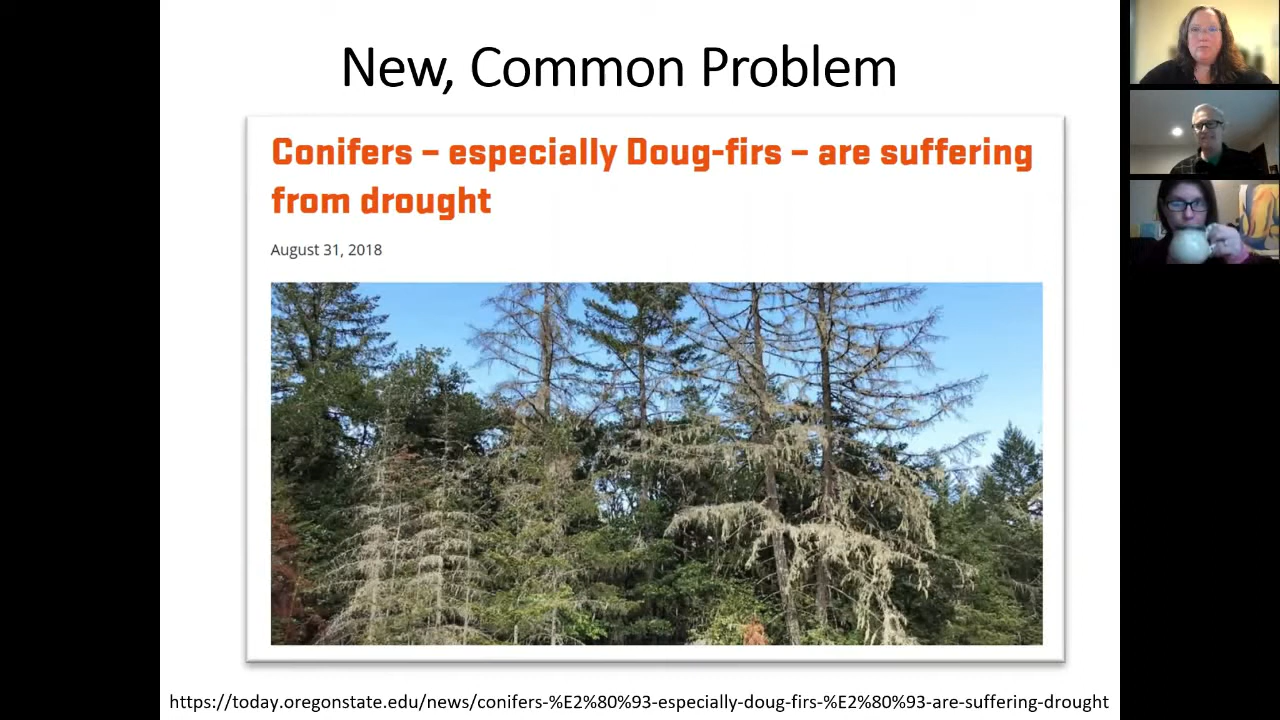 New, Common Problem
Conifers – especially Doug-firs – are suffering
from drought
August 31, 2018
https://today.oregonstate.edu/news/conifers-%E2%80%93-especially-doug-firs-%E2%80%93-are-suffering-drought